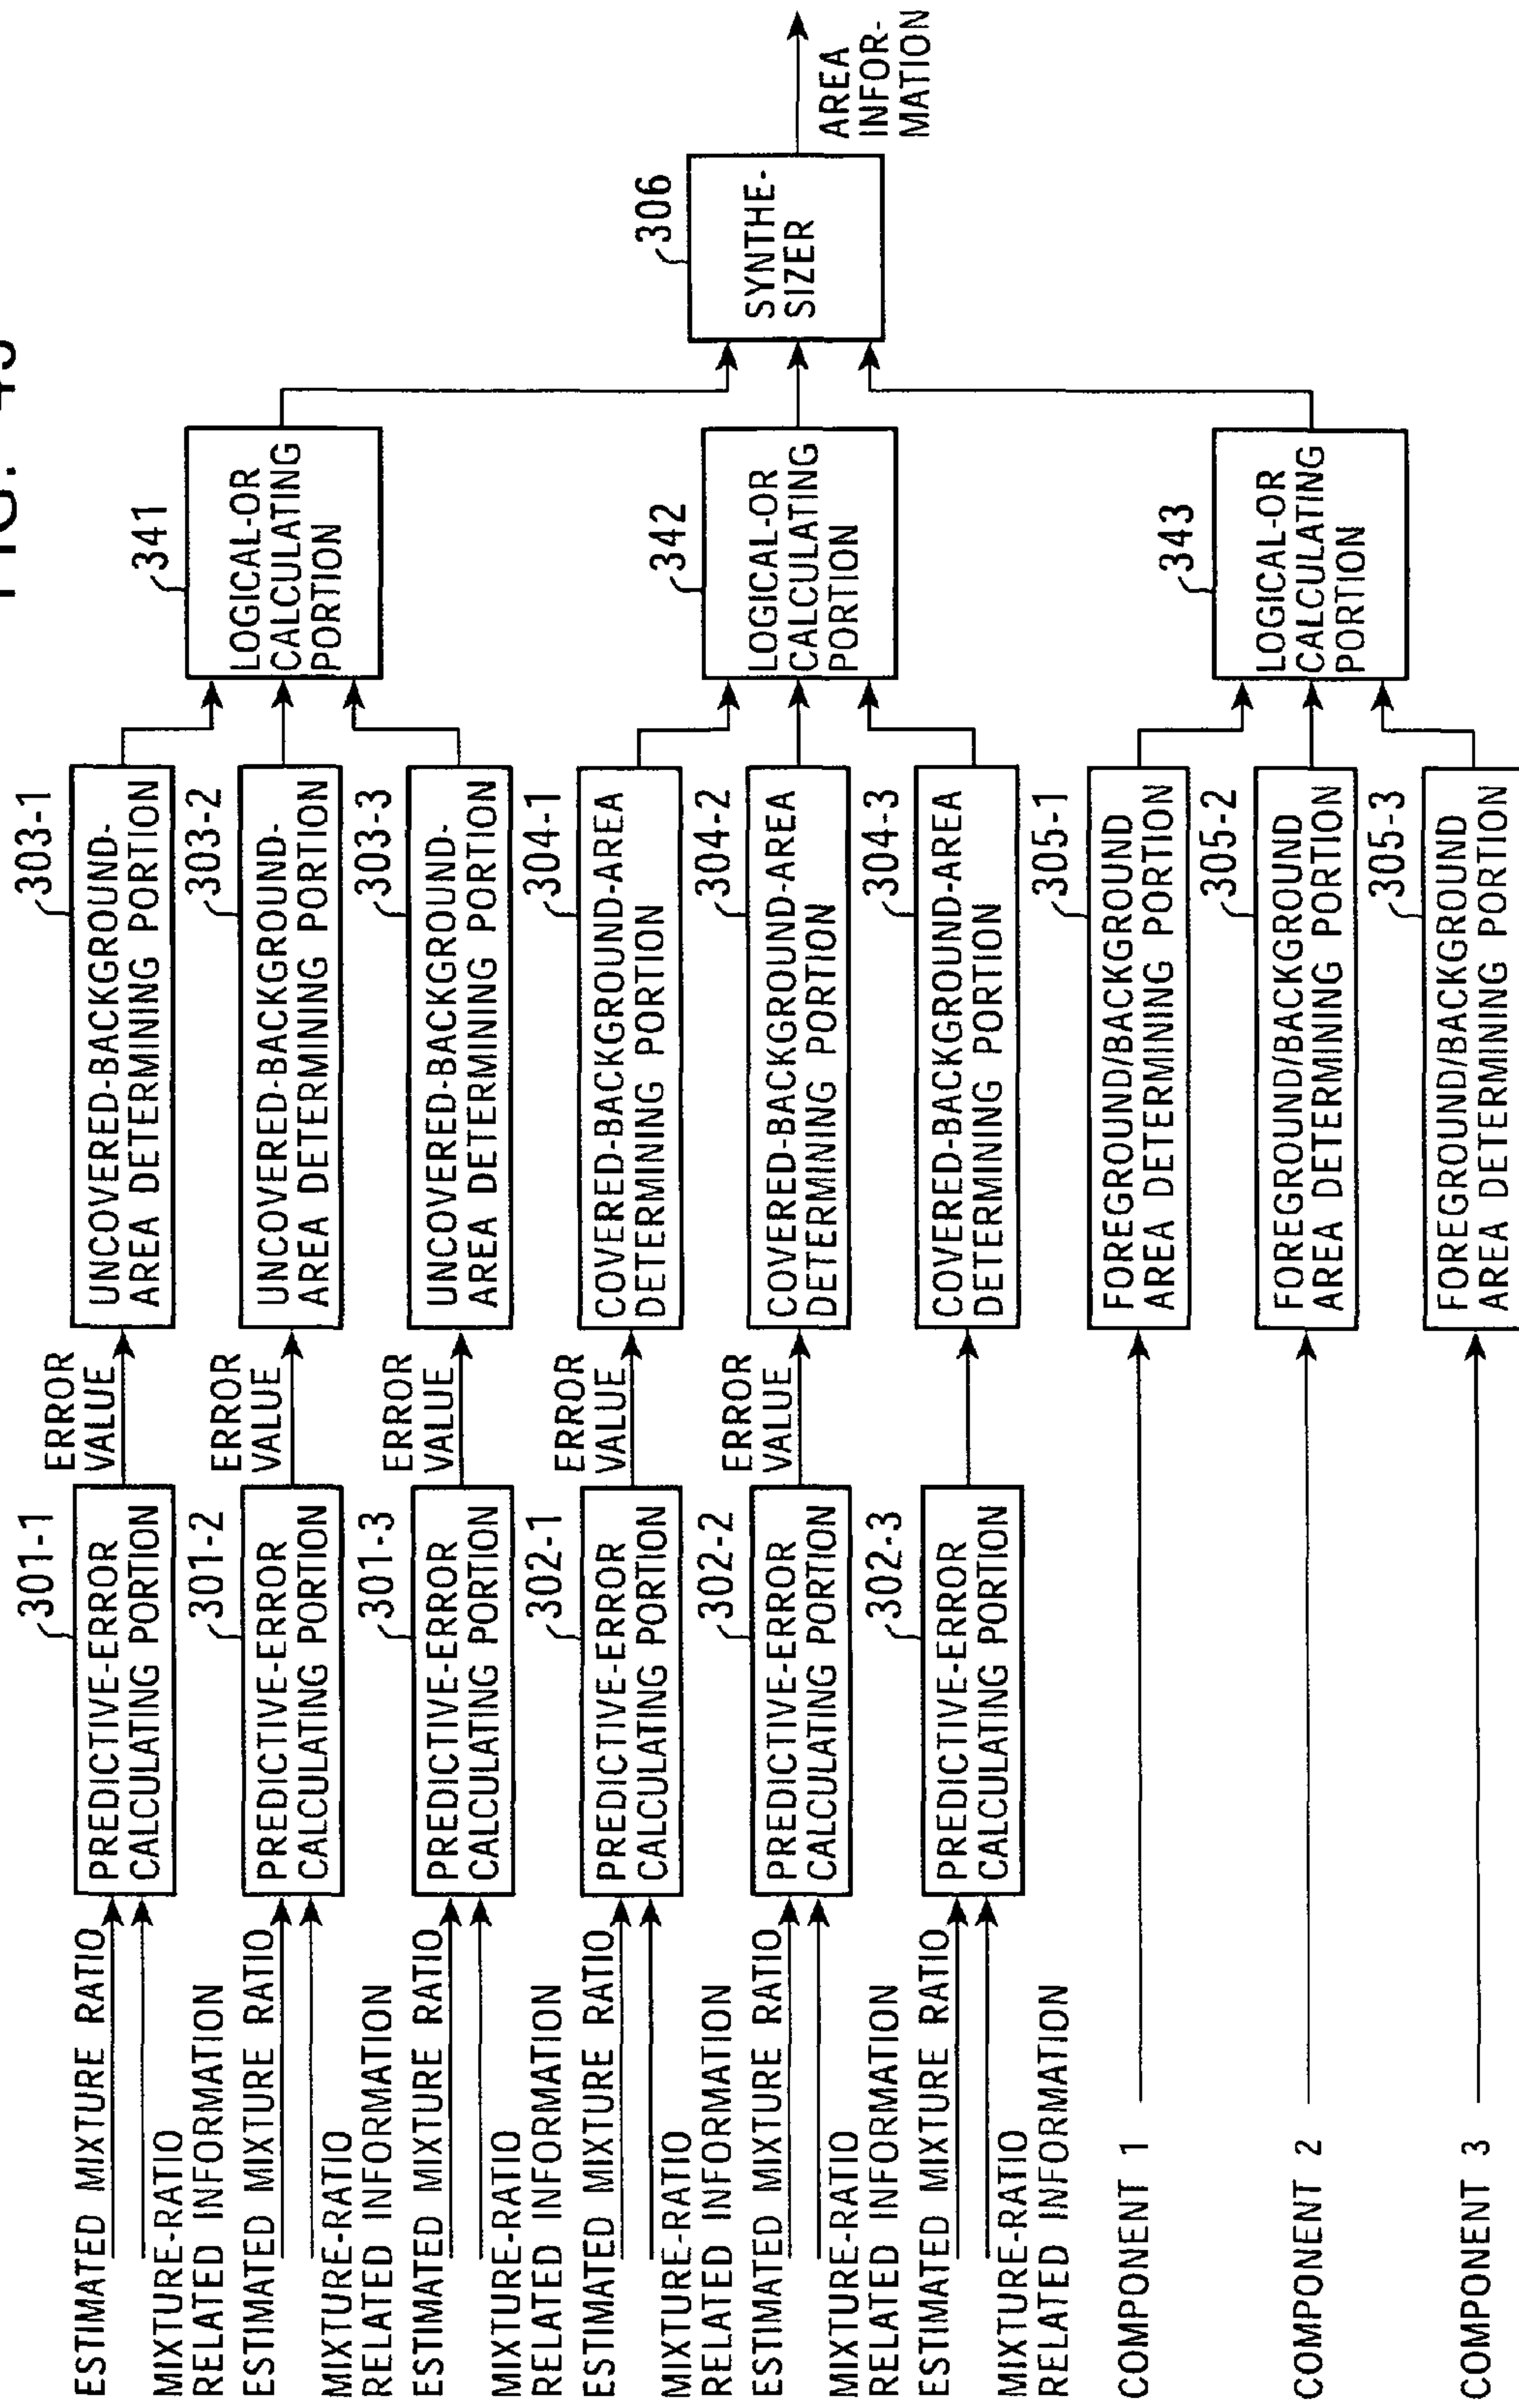 FIG.
301-1
303-1
ESTIMATED MIXTURE RATIO
MIXTURE-RATIO
RELATED INFORMATION
PREDICTIVE-ERROR
CALCULATING PORTION
ERROR
VALUE
UNCOVERED-BACKGROUND-
AREA DETERMINING PORTION
301-2
303-2
ESTIMATED MIXTURE RATIO
MIXTURE-RATIO
RELATED INFORMATION
PREDICTIVE-ERROR
CALCULATING PORTION
ERROR
VALUE
UNCOVERED-BACKGROUND-
AREA DETERMINING PORTION
301-3
303-3
ESTIMATED MIXTURE RATIO
MIXTURE-RATIO
RELATED INFORMATION
PREDICTIVE-ERROR
CALCULATING PORTION
ERROR
VALUE
UNCOVERED-BACKGROUND-
AREA DETERMINING PORTION
341
LOGICAL-OR
CALCULATING
PORTION
302-1
304-1
ESTIMATED MIXTURE RATIO
MIXTURE-RATIO
RELATED INFORMATION
PREDICTIVE-ERROR
CALCULATING PORTION
ERROR
VALUE
COVERED-BACKGROUND-AREA
DETERMINING PORTION
302-2
304-2
ESTIMATED MIXTURE RATIO
MIXTURE-RATIO
RELATED INFORMATION
PREDICTIVE-ERROR
CALCULATING PORTION
ERROR
VALUE
COVERED-BACKGROUND-AREA
DETERMINING PORTION
302-3
304-3
ESTIMATED MIXTURE RATIO
MIXTURE-RATIO
RELATED INFORMATION
PREDICTIVE-ERROR
CALCULATING PORTION
COVERED-BACKGROUND-AREA
DETERMINING PORTION
342
LOGICAL-OR
CALCULATING
PORTION
306
SYNTHE-
SIZER
AREA
INFOR-
MATION
COMPONENT 1
305-1
FOREGROUND/BACKGROUND
AREA DETERMINING PORTION
COMPONENT 2
305-2
FOREGROUND/BACKGROUND
AREA DETERMINING PORTION
COMPONENT 3
305-3
FOREGROUND/BACKGROUND
AREA DETERMINING PORTION
343
LOGICAL-OR
CALCULATING
PORTION